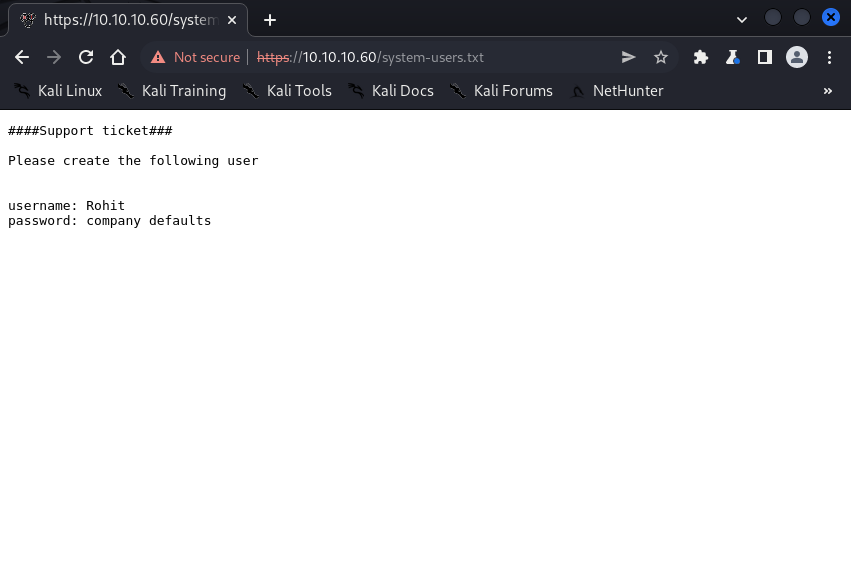 https://10.10.10.60/system
Not secure
https://10.10.10.60/system-users.txt
Kali Linux
Kali Training
Kali Tools
Kali Docs
Kali Forums
NetHunter
»
####Support ticket###
Please create the following user
username: Rohit
password: company defaults